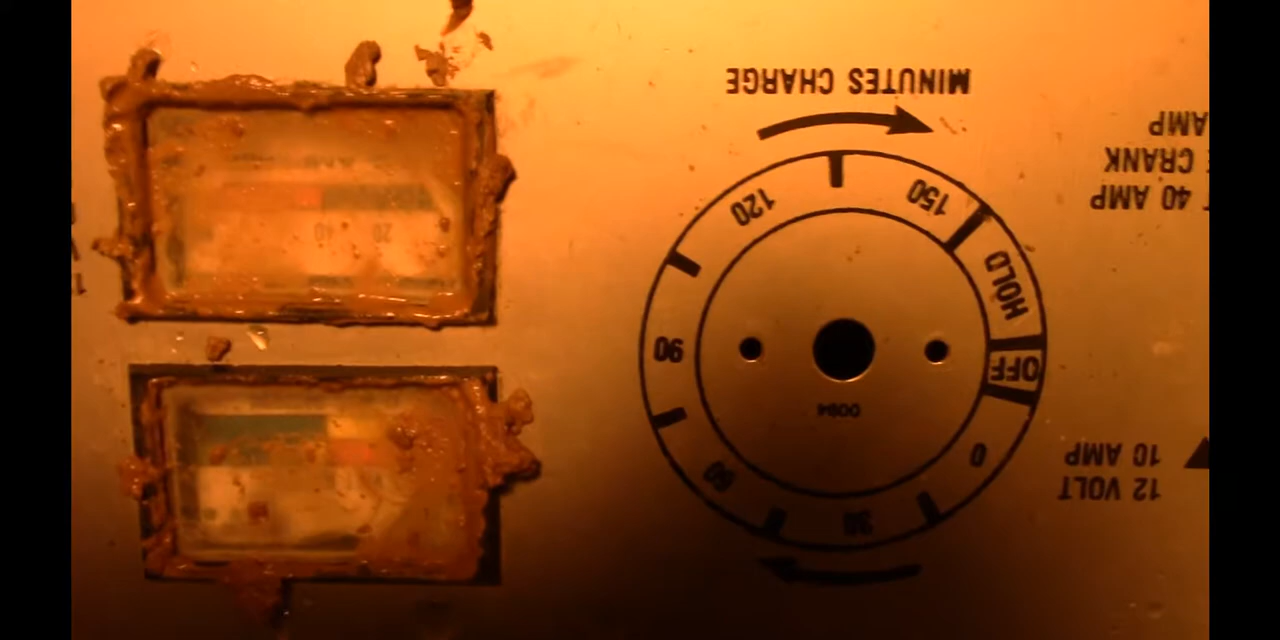 12 VOLT
10 AMP
0
30
60
OFF
0094
90
HOLD
150
120
20 40
40 AMP
CRANK
AMP
MINUTES CHARGE